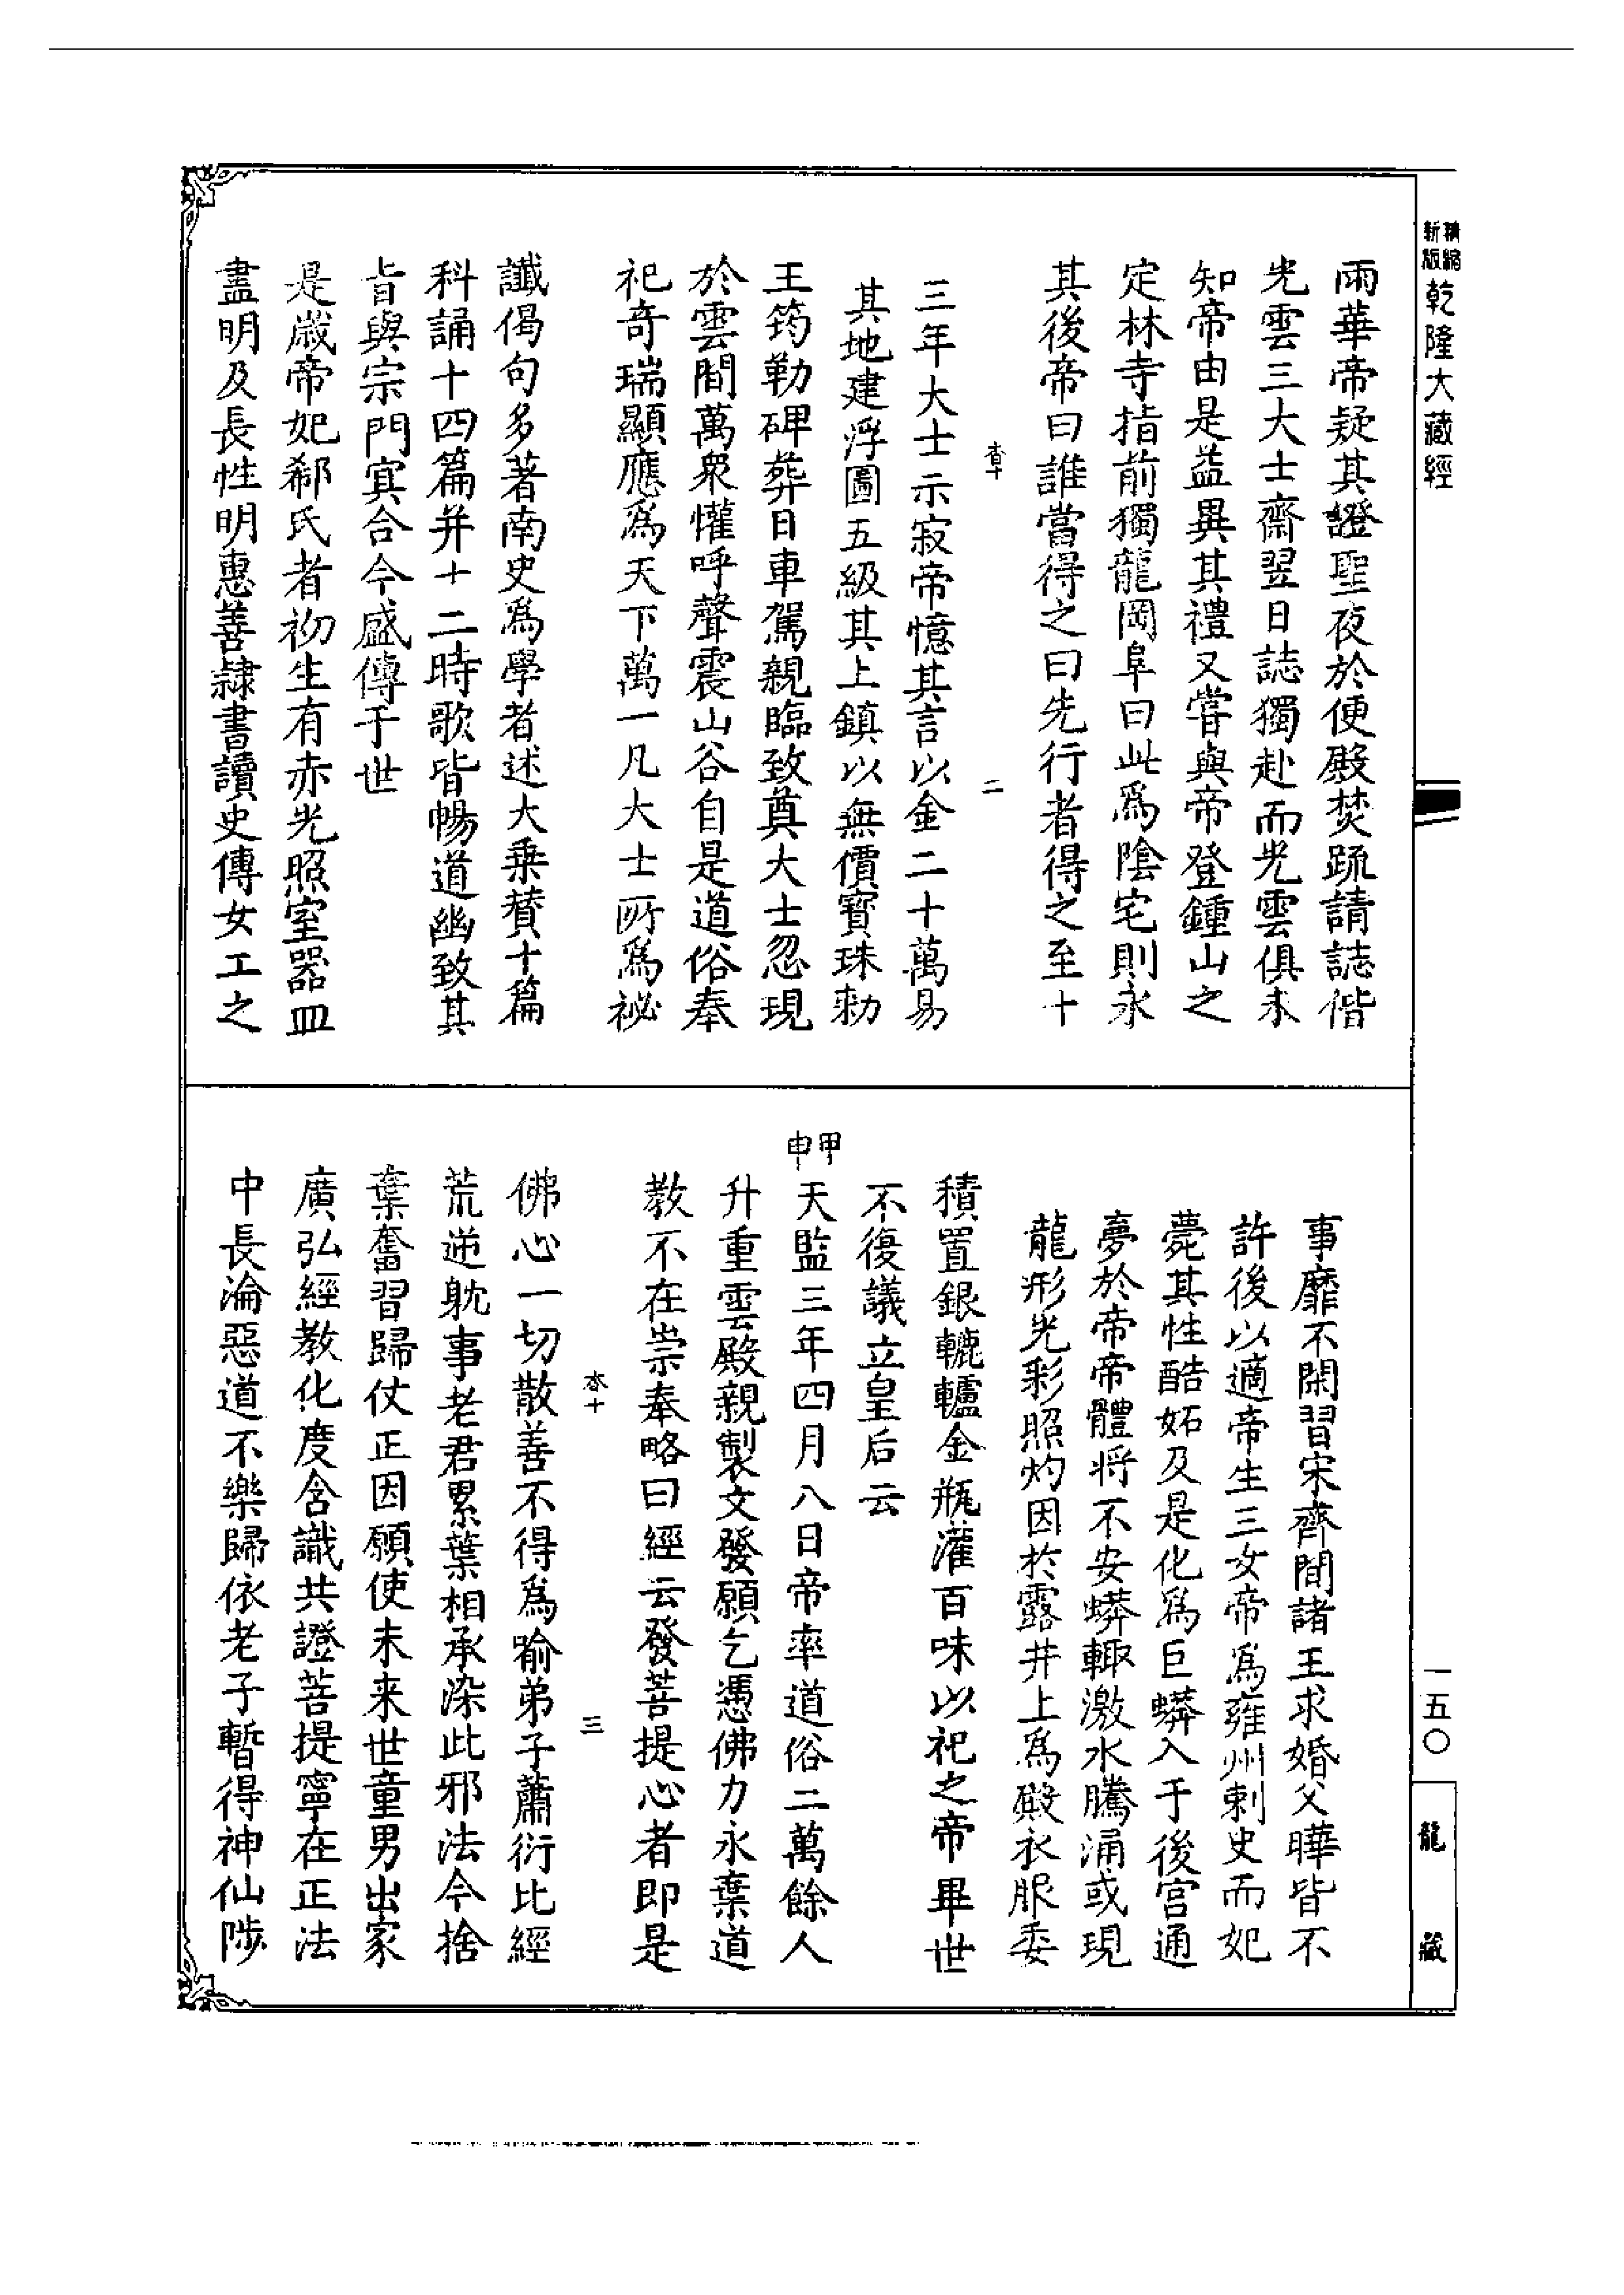 精縮
新版
乾隆大藏經
雨華帝疑其證聖夜於便殿焚疏請誌偕
光雲三大士齋翌日誌獨赴而光雲俱未
知帝由是益異其禮又嘗與帝登鍾山之
定林寺指前獨龍岡阜曰此爲陰宅則永
其後帝曰誰當得之曰先行者得之至十
二
三年大士示寂帝憶其言以金二十萬易
其地建浮圖五級其上鎮以無價寶珠勑
王筠勒碑葬日車駕親臨致奠大士忽現
於雲間萬衆懽呼聲震山谷自是道俗奉
祀奇瑞顯應爲天下萬一凡大士所爲祕
讖偈句多著南史爲學者述大乗賛十篇
科誦十四篇并十二時歌皆暢道幽致其
旨與宗門㝠合今盛傳于世
是歲帝妃郗氏者初生有赤光照室器皿
盡明及長性明惠善隷書讀史傳女工之
事靡不閑習宋齊間諸王求婚父曄皆不
許後以適帝生三女帝爲雍州刺史而妃
薨其性酷妬及是化爲巨蟒入于後宮通
夢於帝帝體將不安蟒輙激水騰涌或現
龍形光彩照灼因於露井上爲殿衣服委
積置銀轆轤金瓶灌百味以祀之帝畢世
不復議立皇后云
甲
申
天監三年四月八日帝率道俗二萬餘人
升重雲殿親製文發願乞憑佛力永棄道
教不在崇奉略曰經云發菩提心者即是
三
佛心一切散善不得爲喻弟子蕭衍比經
荒迷躭事老君累葉相承染此邪法今捨
棄舊習歸仗正因願使未来世童男出家
廣弘經教化度含識共證菩提寧在正法
中長淪惡道不樂歸依老子暫得神仙陟
一五〇
龍藏